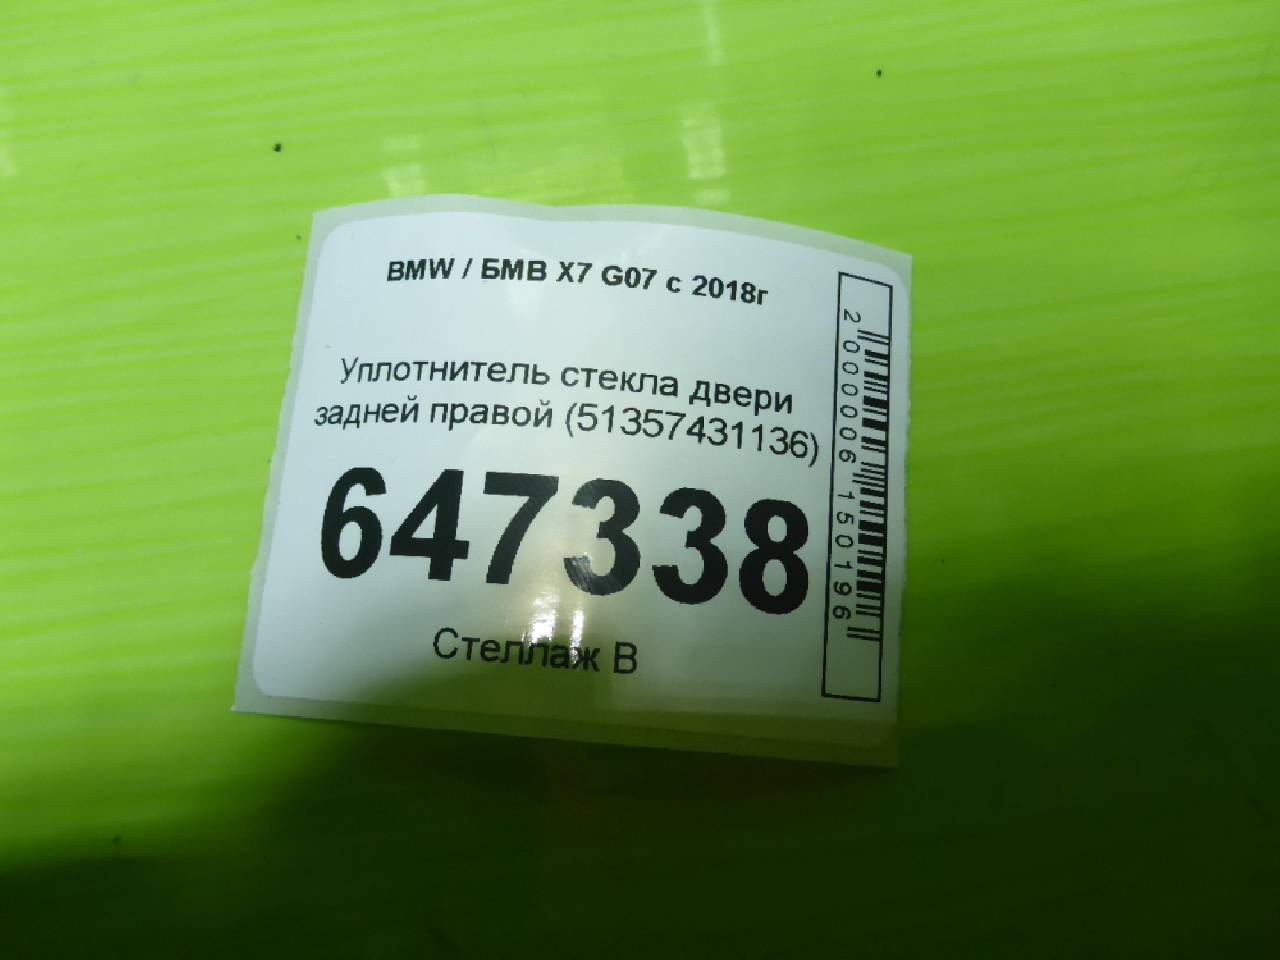 BMW / БМВ X7 G07 с 2018г
Уплотнитель стекла двери
задней правой (51357431136)
647338
Стеллаж В
2000006150196